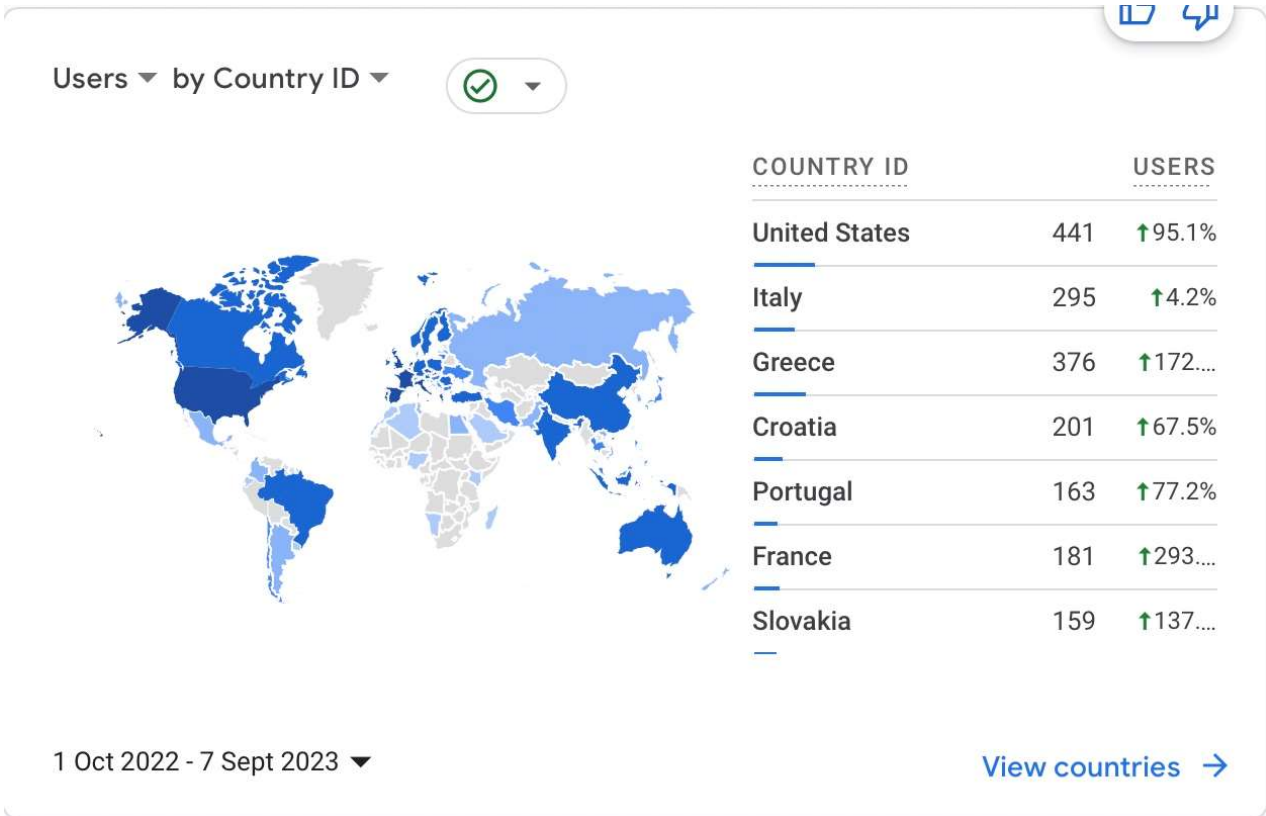 Users by Country ID
COUNTRY ID USERS
United States 441 ↑95.1%
Italy 295 ↑4.2%
Greece 376 ↑172....
Croatia 201 ↑67.5%
Portugal 163 ↑77.2%
France 181 ↑293....
Slovakia 159 ↑137....
1 Oct 2022 - 7 Sept 2023
View countries →